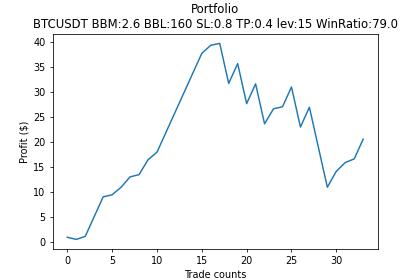 Portfolio
BTCUSDT BBM:2.6 BBL:160 SL:0.8 TP:0.4 lev:15 WinRatio:79.0
40
35
30
25
20
15
10
5
0
Profit ($)
0 5 10 15 20 25 30
Trade counts